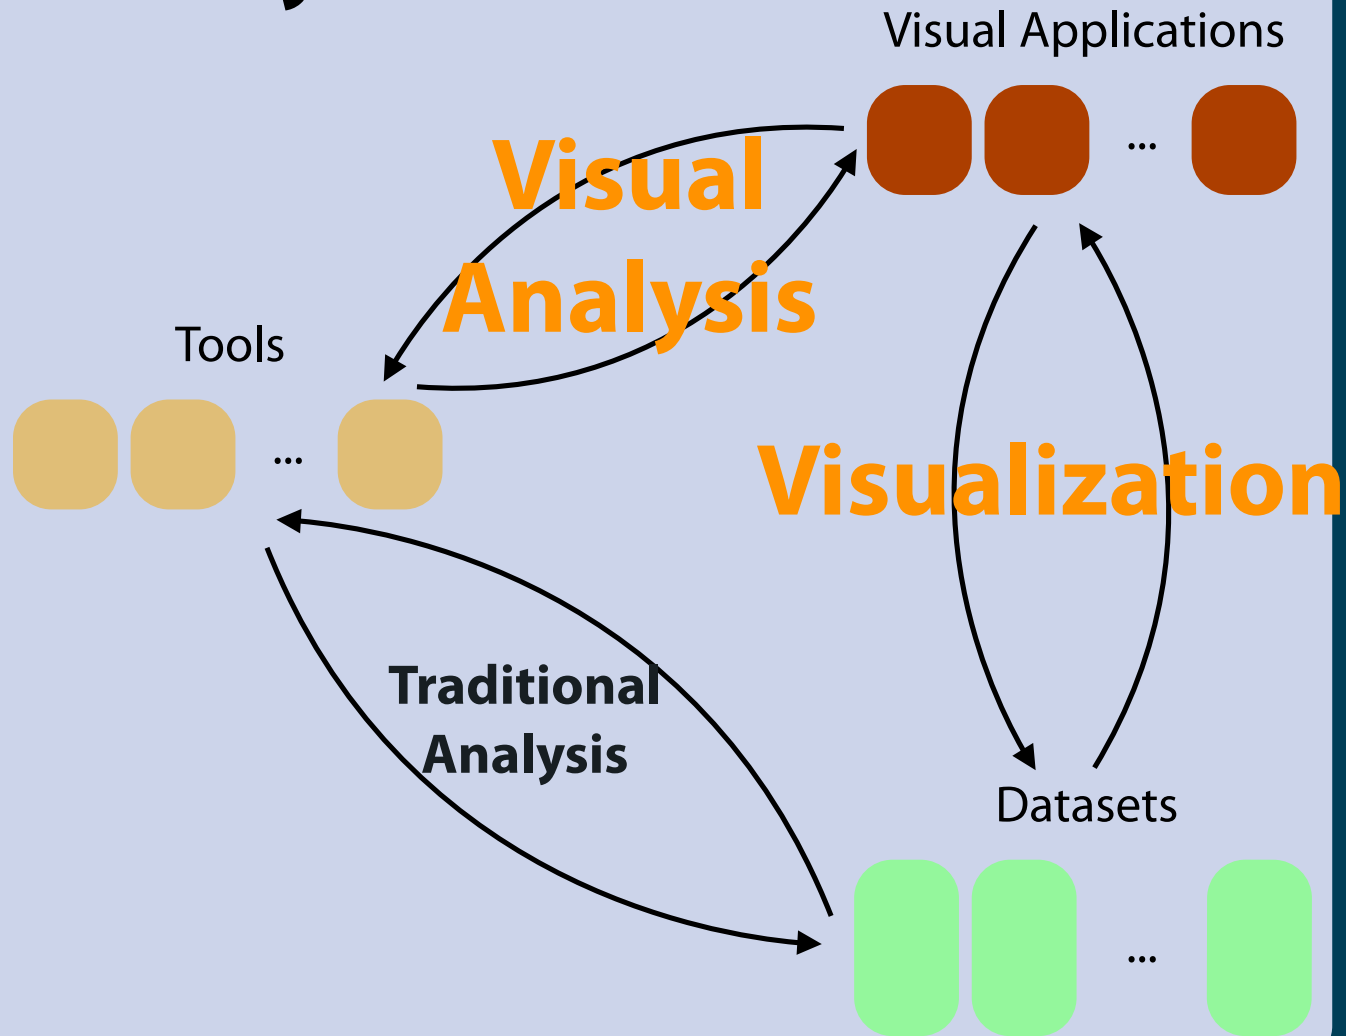 Visual Applications
...
Visual
Analysis
Tools
...
Visualization
Traditional
Analysis
Datasets
...